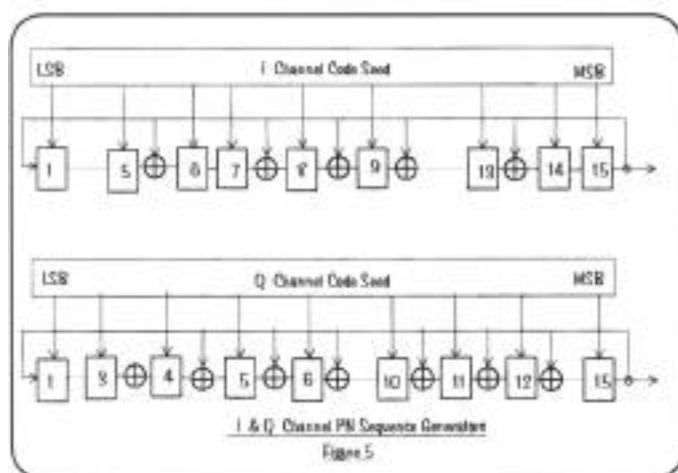 LSB I Channel Code Seed MSB
1 5 6 7 8 9 13 14 15
LSB Q Channel Code Seed MSB
1 3 4 5 6 10 11 12 15
I & Q Channel PN Sequence Generators
Figure 5